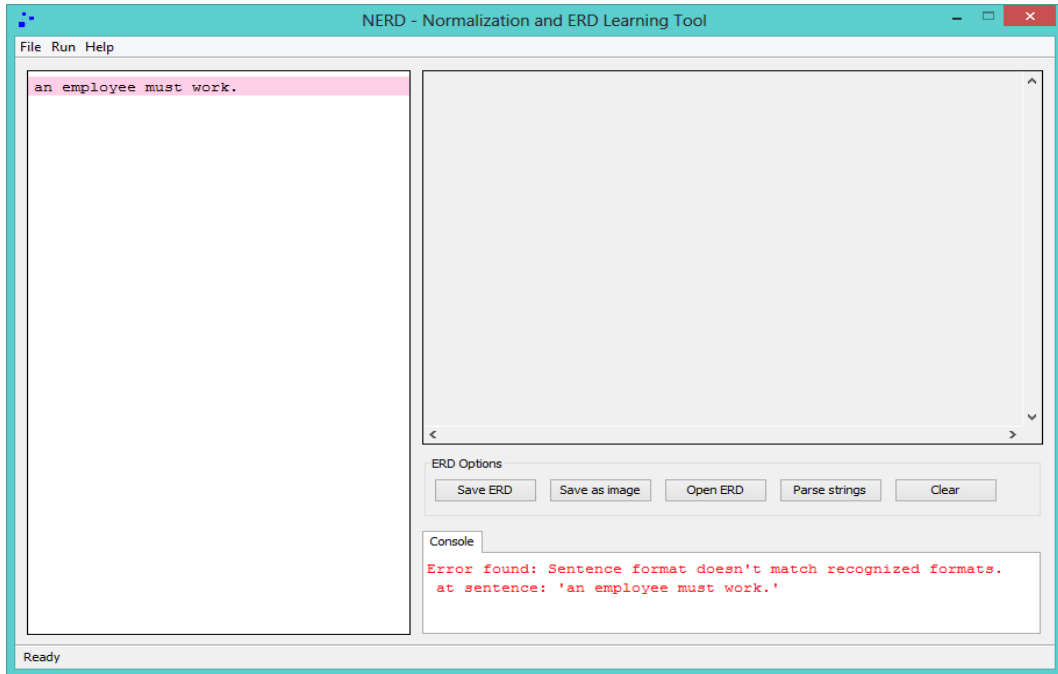 NERD - Normalization and ERD Learning Tool
File Run Help
an employee must work.
ERD Options
Save ERD Save as image Open ERD Parse strings Clear
Console
Error found: Sentence format doesn't match recognized formats.
at sentence: 'an employee must work.'
Ready